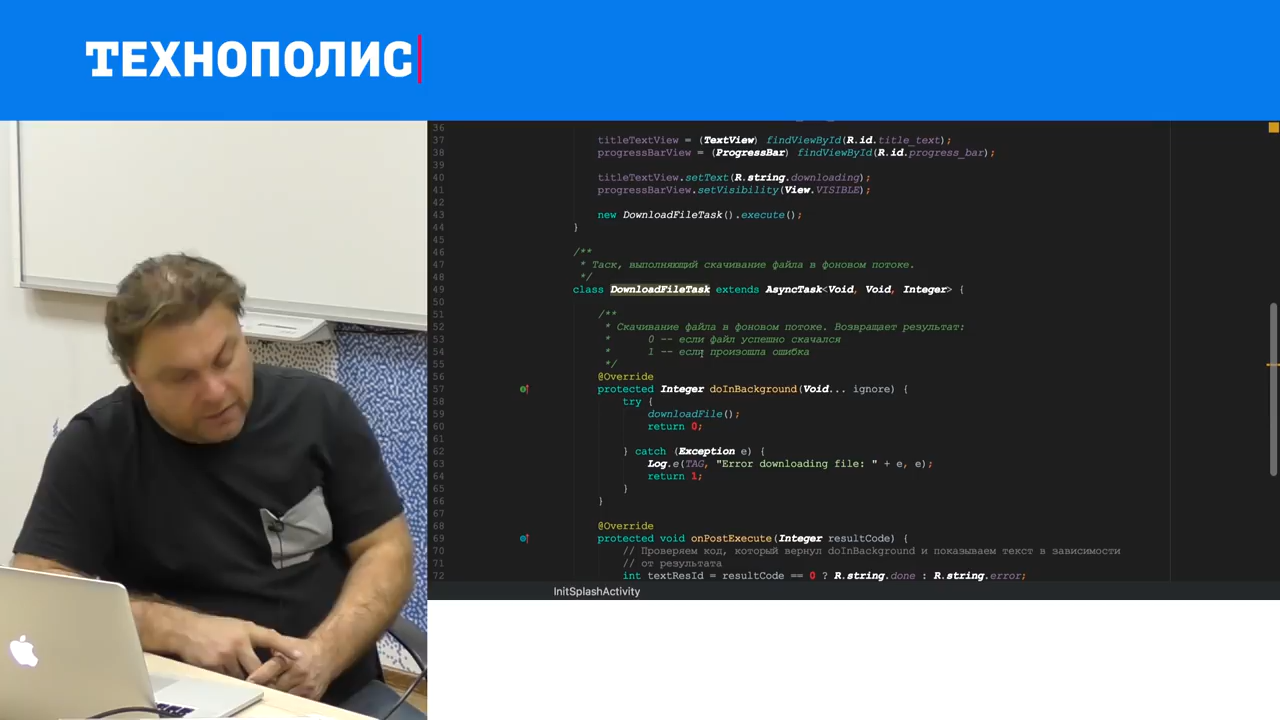 ТЕХНОПОЛИС
36
37 titleTextView = (TextView) findViewById(R.id.title_text);
38 progressBarView = (ProgressBar) findViewById(R.id.progress_bar);
39
40 titleTextView.setText(R.string.downloading);
41 progressBarView.setVisibility(View.VISIBLE);
42
43 new DownloadFileTask().execute();
44 }
45
46 /**
47 * Таск, выполняющий скачивание файла в фоновом потоке.
48 */
49 class DownloadFileTask extends AsyncTask<Void, Void, Integer> {
50
51 /**
52 * Скачивание файла в фоновом потоке. Возвращает результат:
53 * 0 -- если файл успешно скачался
54 * 1 -- если произошла ошибка
55 */
56 @Override
57 protected Integer doInBackground(Void... ignore) {
58 try {
59 downloadFile();
60 return 0;
61
62 } catch (Exception e) {
63 Log.e(TAG, "Error downloading file: " + e, e);
64 return 1;
65 }
66 }
67
68 @Override
69 protected void onPostExecute(Integer resultCode) {
70 // Проверяем код, который вернул doInBackground и показываем текст в зависимости
71 // от результата
72 int textResId = resultCode == 0 ? R.string.done : R.string.error;
InitSplashActivity